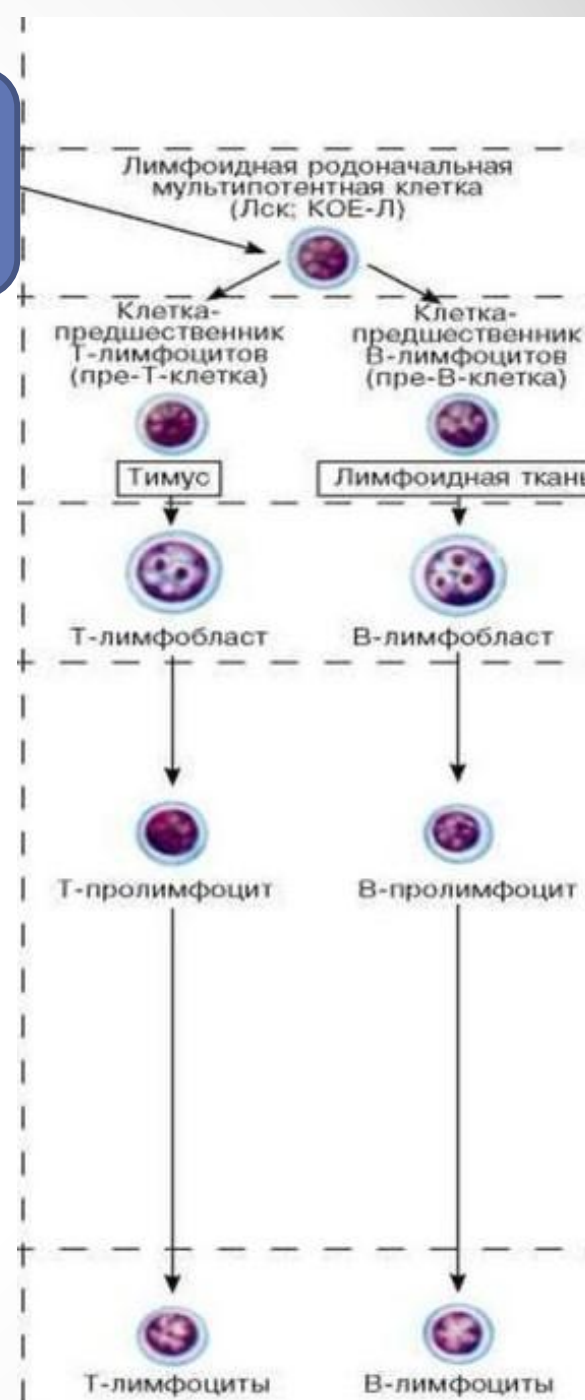 Лимфоидная родоначальная
мультипотентная клетка
(Лск; КОЕ-Л)
Клетка-
предшественник
Т-лимфоцитов
(пре-Т-клетка)
Клетка-
предшественник
В-лимфоцитов
(пре-В-клетка)
Тимус
Лимфоидная ткань
Т-лимфобласт
В-лимфобласт
Т-пролимфоцит
В-пролимфоцит
Т-лимфоциты
В-лимфоциты